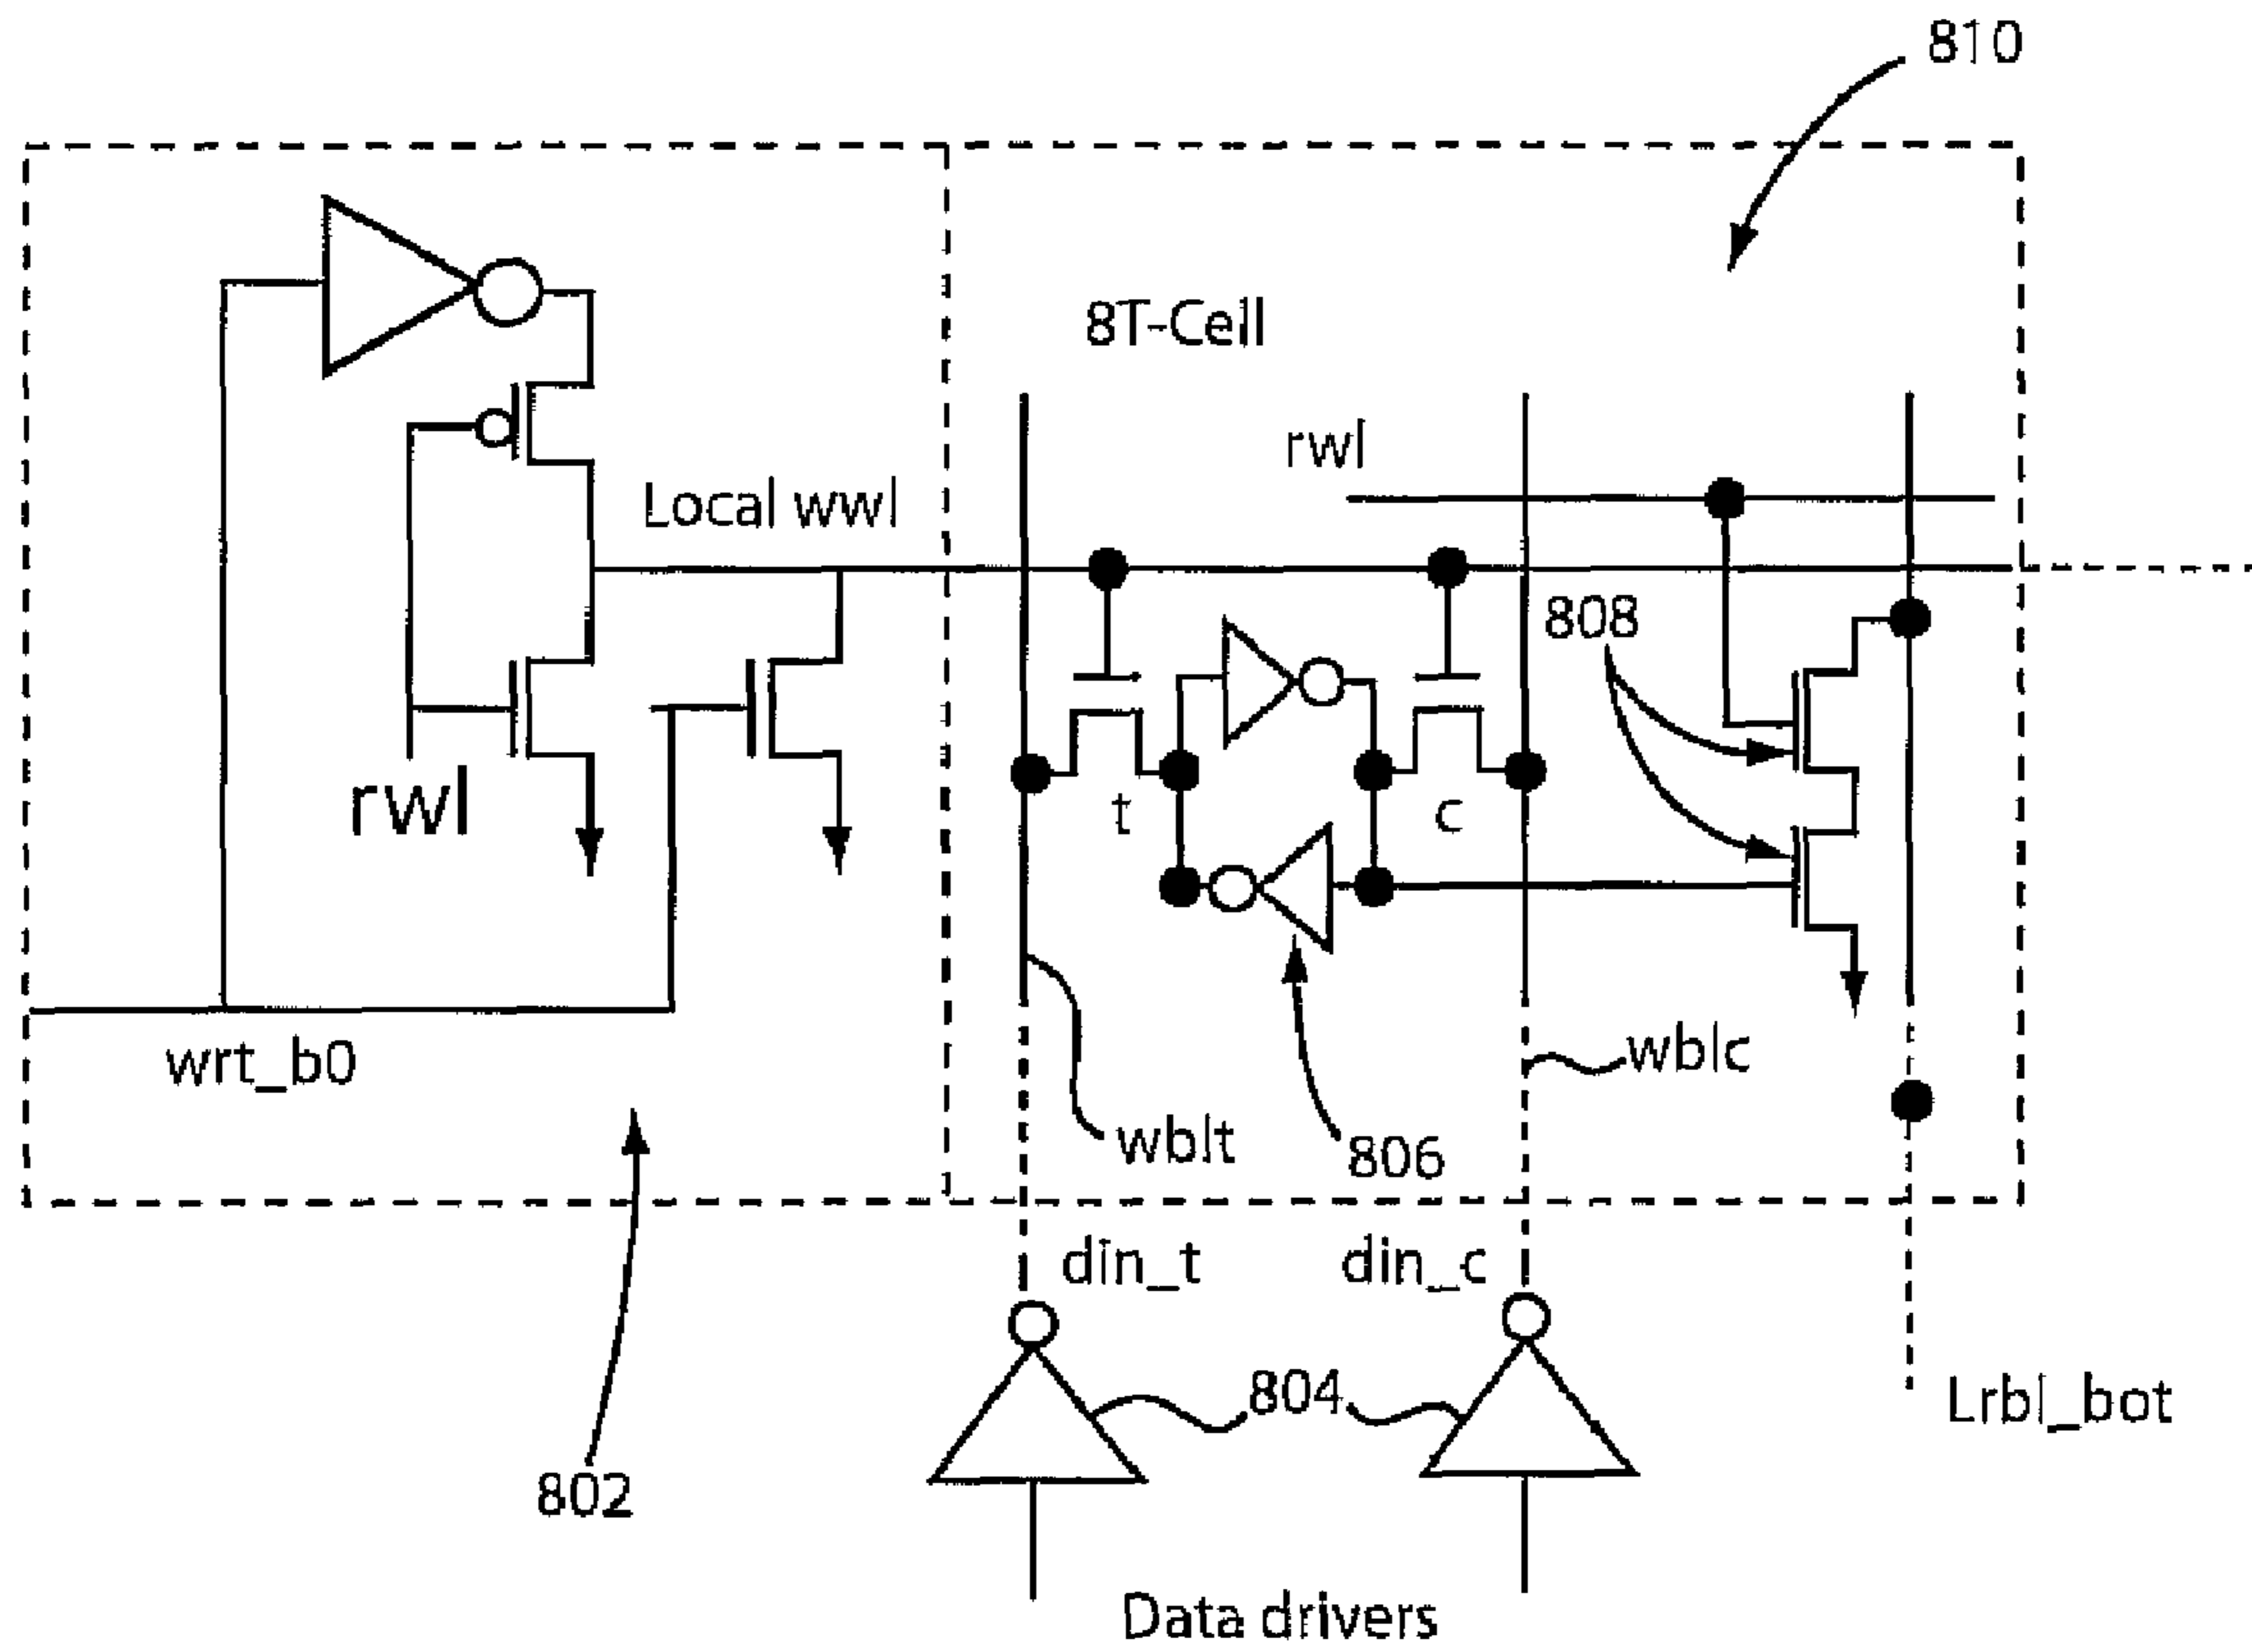 810
8T-Cell
rwl
Local wwl
808
rwl
t
c
wrt_b0
wblc
wblt
806
din_t
din_c
804
Lrbl_bot
802
Data drivers